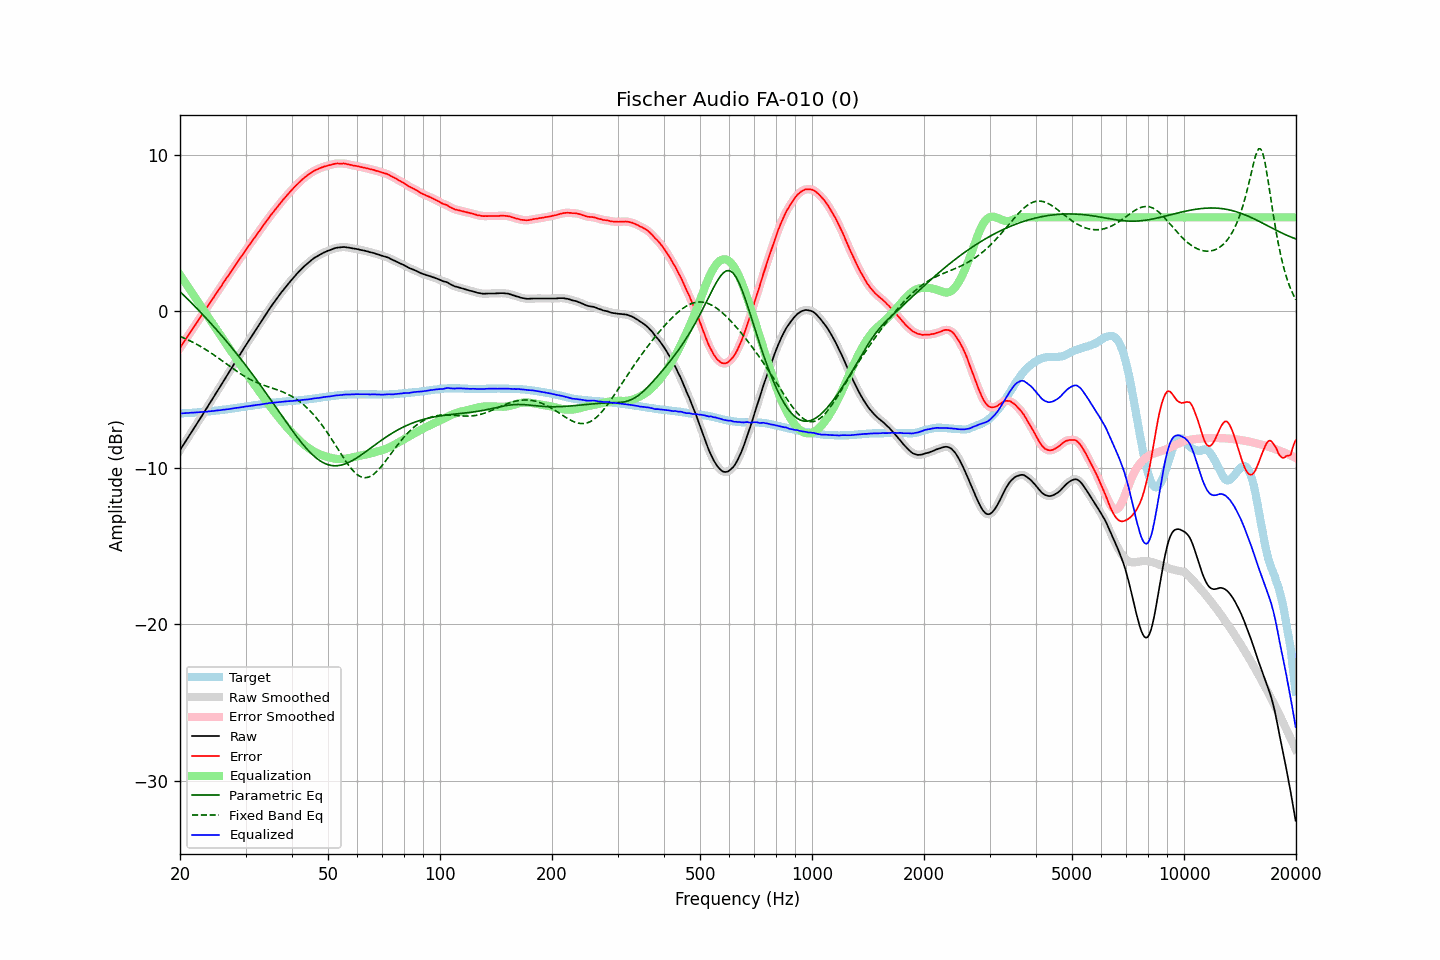 Fischer Audio FA-010 (0)
Amplitude (dBr)
10
0
−10
−20
−30
Target
Raw Smoothed
Error Smoothed
Raw
Error
Equalization
Parametric Eq
Fixed Band Eq
Equalized
20 50 100 200 500 1000 2000 5000 10000 20000
Frequency (Hz)